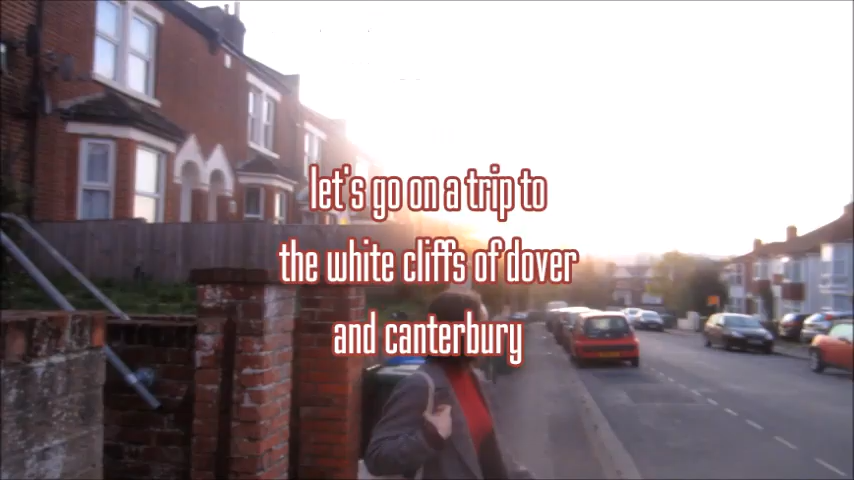 let's go on a trip to
the white cliffs of dover
and canterbury